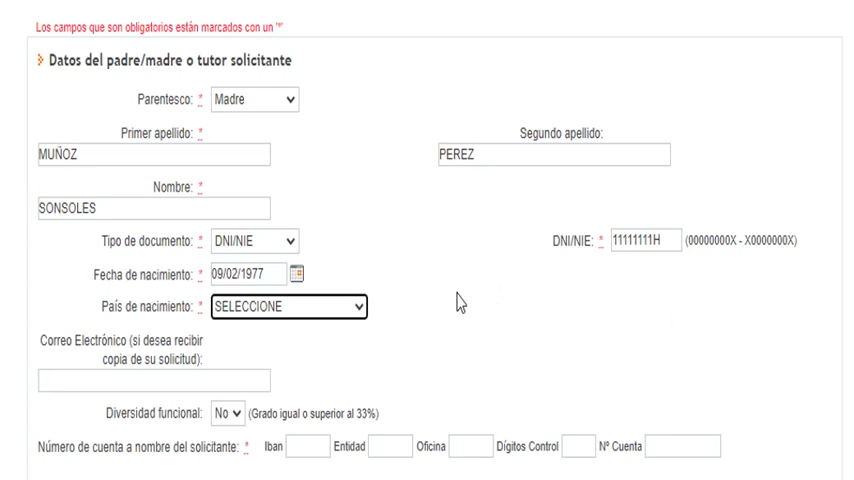 Los campos que son obligatorios están marcados con un '*'
Datos del padre/madre o tutor solicitante
Parentesco: * Madre
Primer apellido: * Segundo apellido:
MUÑOZ PEREZ
Nombre: *
SONSOLES
Tipo de documento: * DNI/NIE DNI/NIE: * 11111111H (00000000X - X0000000X)
Fecha de nacimiento: * 09/02/1977
País de nacimiento: * SELECCIONE
Correo Electrónico (si desea recibir
copia de su solicitud):
Diversidad funcional: No (Grado igual o superior al 33%)
Número de cuenta a nombre del solicitante: * Iban Entidad Oficina Dígitos Control Nº Cuenta